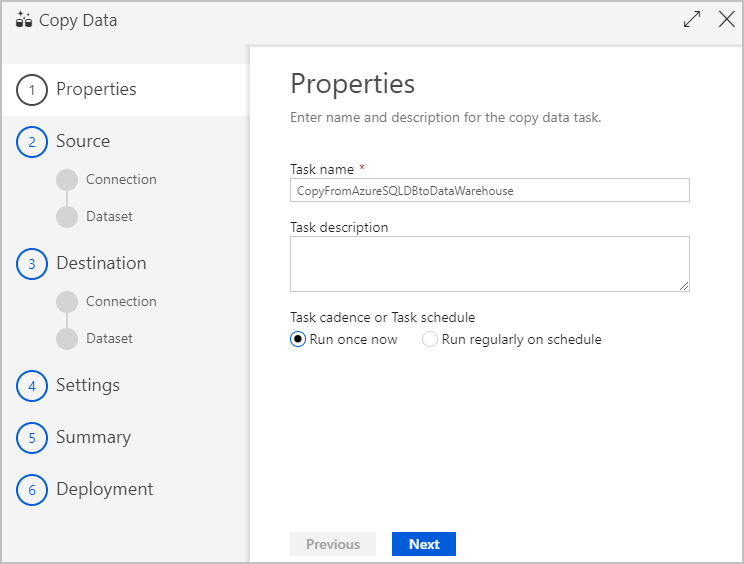 Copy Data
1 Properties
2 Source
Connection
Dataset
3 Destination
Connection
Dataset
4 Settings
5 Summary
6 Deployment
Properties
Enter name and description for the copy data task.
Task name *
CopyFromAzureSQLDBtoDataWarehouse
Task description
Task cadence or Task schedule
Run once now Run regularly on schedule
Previous Next